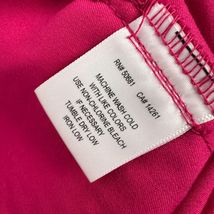 RN# 50661 CA# 14261
MACHINE WASH COLD
WITH LIKE COLORS
USE NON-CHLORINE BLEACH
IF NECESSARY
TUMBLE DRY LOW
IRON LOW